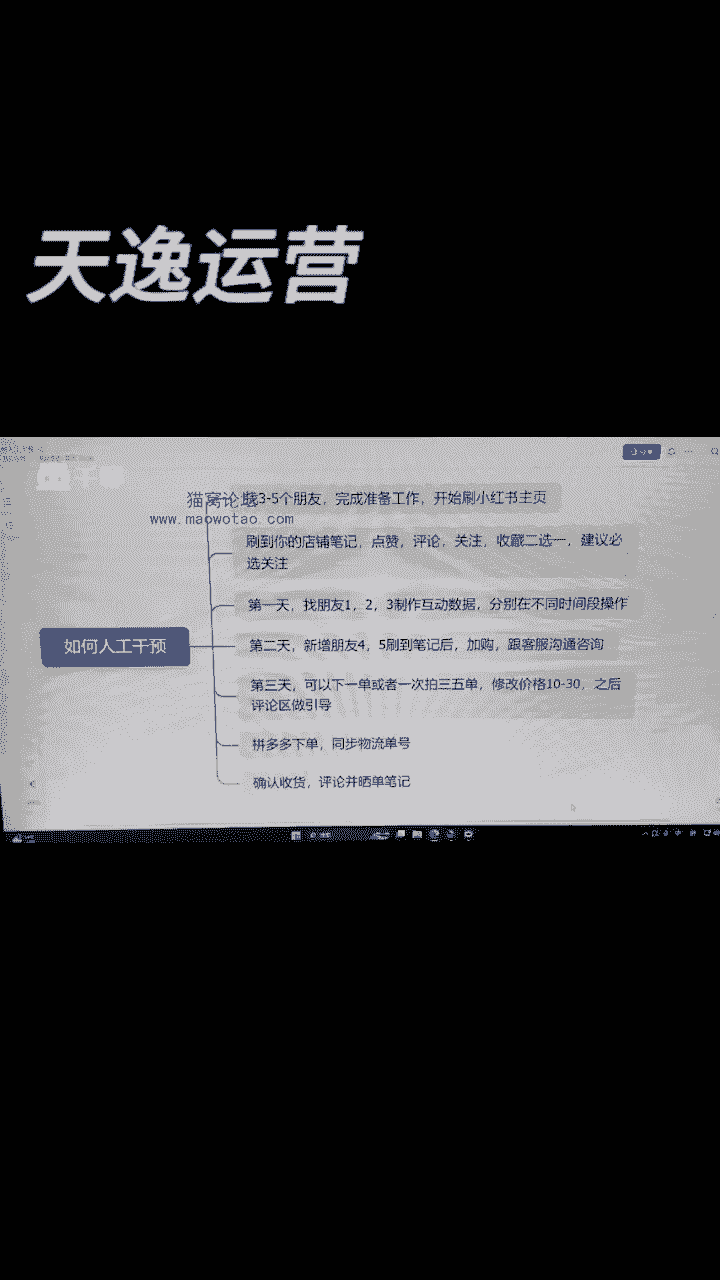 天逸运营
猫窝论坛
www.maowotao.com
3-5个朋友，完成准备工作，开始刷小红书主页
刷到你的店铺笔记，点赞，评论，关注，收藏二选一，建议必
选关注
第一天，找朋友1，2，3制作互动数据，分别在不同时间段操作
如何人工干预
第二天，新增朋友4，5刷到笔记后，加购，跟客服沟通咨询
第三天，可以下一单或者一次拍三五单，修改价格10-30，之后
评论区做引导
拼多多下单，同步物流单号
确认收货，评论并晒单笔记